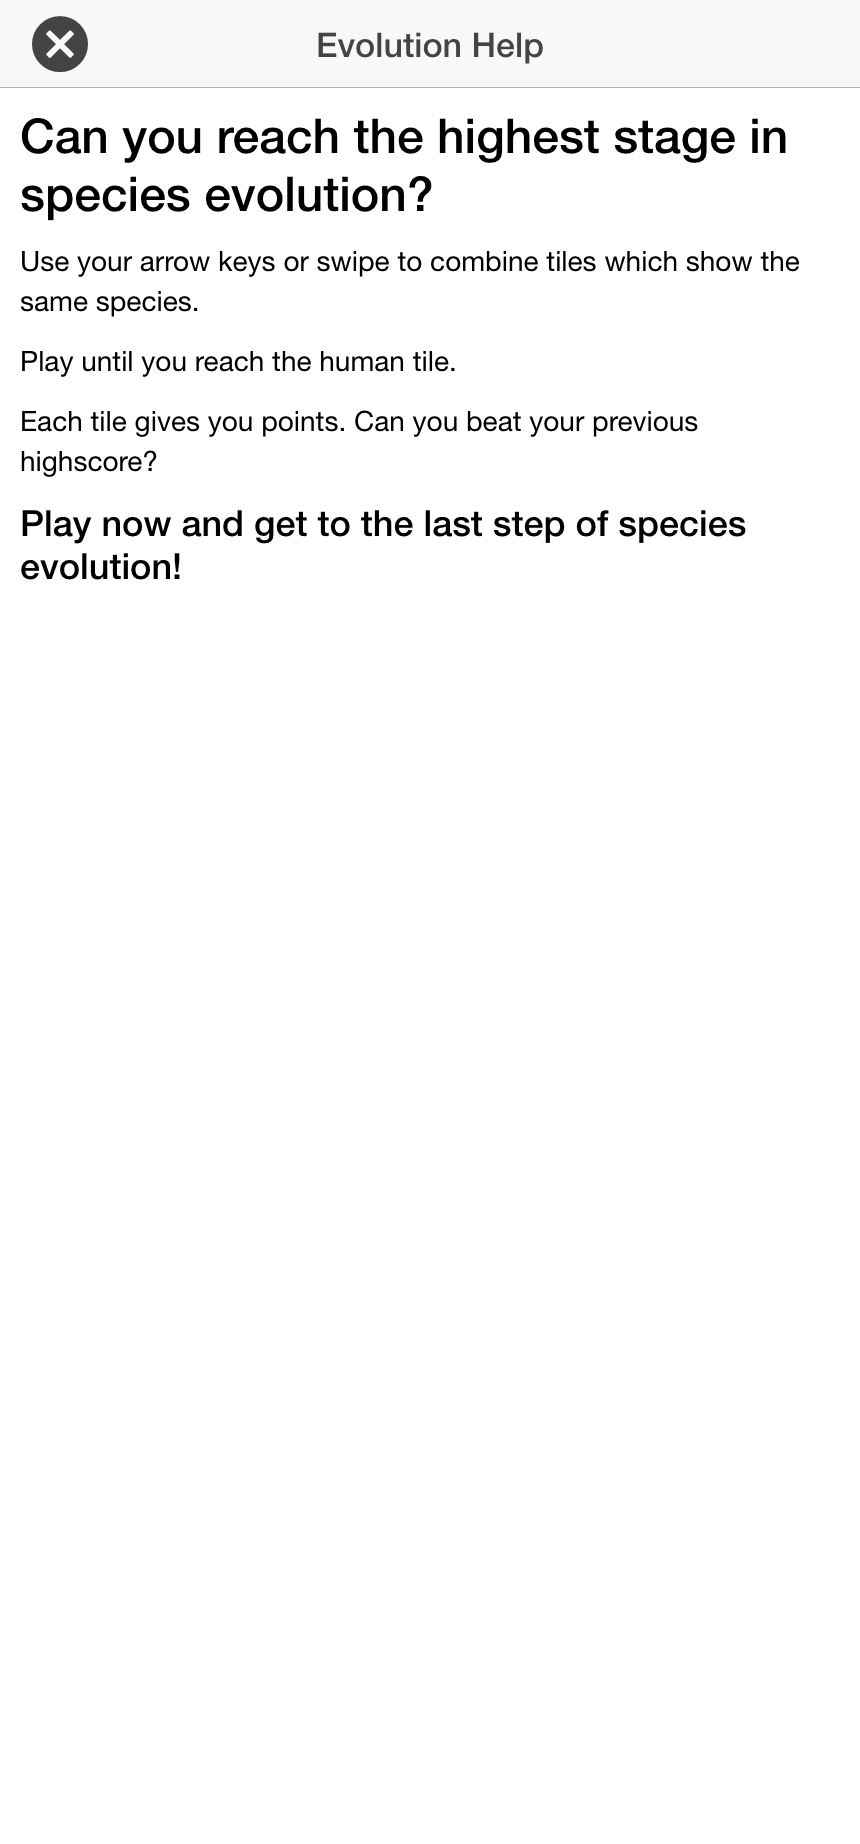 Evolution Help
Can you reach the highest stage in
species evolution?
Use your arrow keys or swipe to combine tiles which show the
same species.
Play until you reach the human tile.
Each tile gives you points. Can you beat your previous
highscore?
Play now and get to the last step of species
evolution!